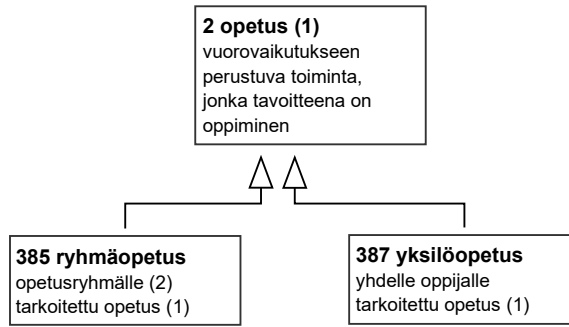 2 opetus (1)
vuorovaikutukseen
perustuva toiminta,
jonka tavoitteena on
oppiminen
385 ryhmäopetus
opetusryhmälle (2)
tarkoitettu opetus (1)
387 yksilöopetus
yhdelle oppijalle
tarkoitettu opetus (1)